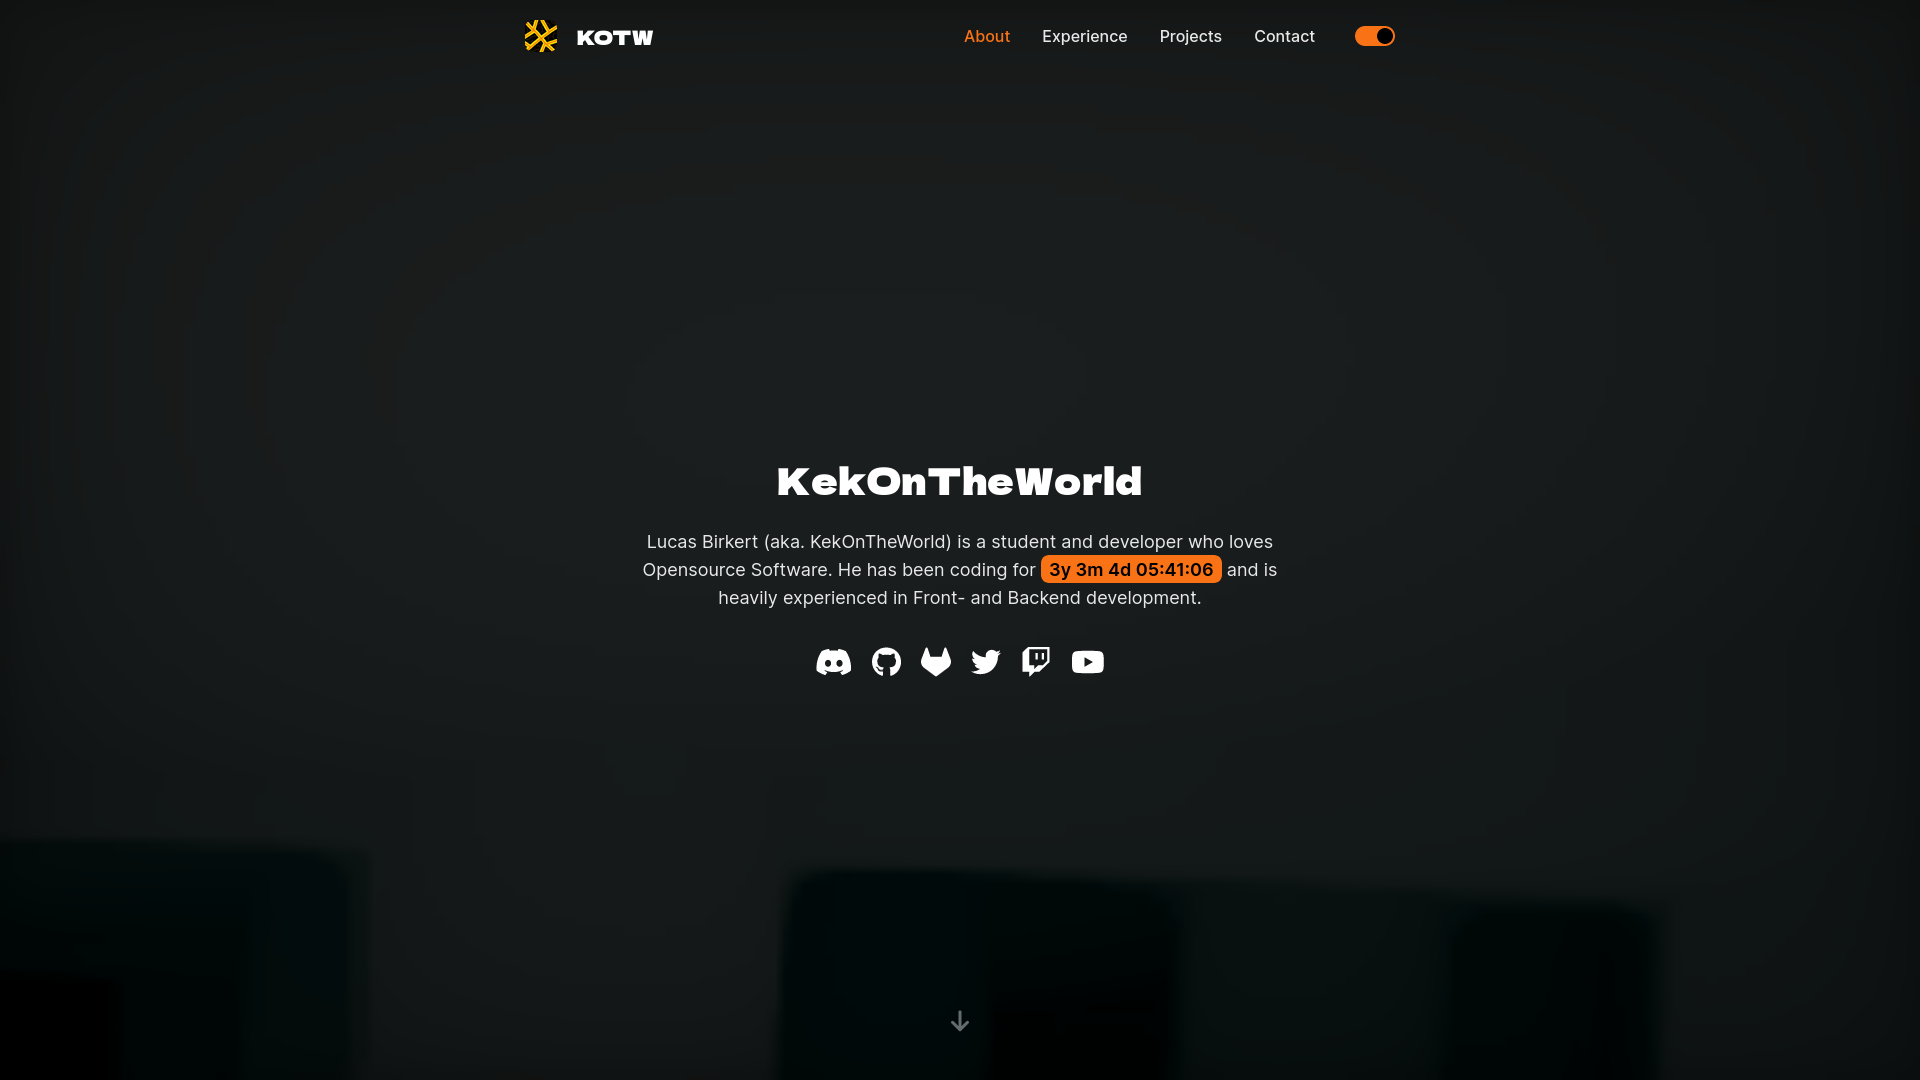 KOTW
About
Experience
Projects
Contact
KekOnTheWorld
Lucas Birkert (aka. KekOnTheWorld) is a student and developer who loves
Opensource Software. He has been coding for 3y 3m 4d 05:41:06 and is
heavily experienced in Front- and Backend development.